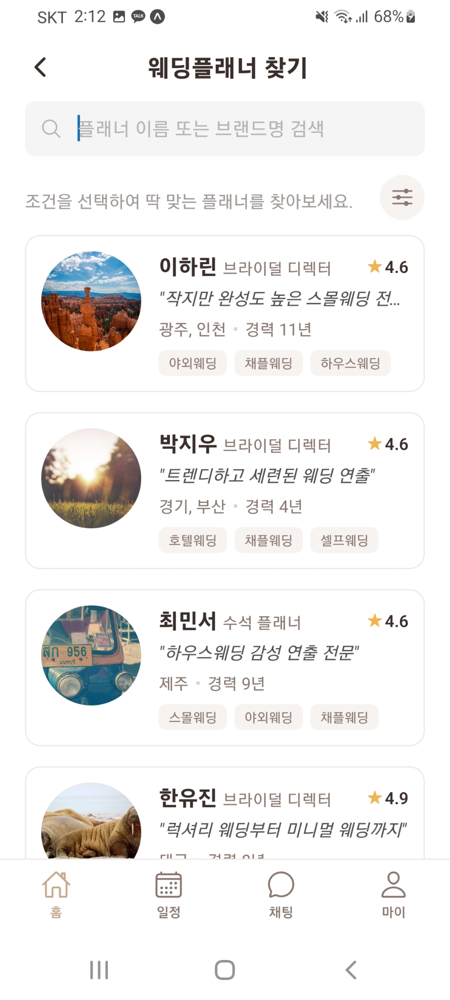 SKT 2:12 TALK 68%
웨딩플래너 찾기
플래너 이름 또는 브랜드명 검색
조건을 선택하여 딱 맞는 플래너를 찾아보세요.
이하린 브라이덜 디렉터 ★4.6
"작지만 완성도 높은 스몰웨딩 전...
광주, 인천 • 경력 11년
야외웨딩 채플웨딩 하우스웨딩
박지우 브라이덜 디렉터 ★4.6
"트렌디하고 세련된 웨딩 연출"
경기, 부산 • 경력 4년
호텔웨딩 채플웨딩 셀프웨딩
최민서 수석 플래너 ★4.6
"하우스웨딩 감성 연출 전문"
สก 956
นนทบุรี
제주 • 경력 9년
스몰웨딩 야외웨딩 채플웨딩
한유진 브라이덜 디렉터 ★4.9
"럭셔리 웨딩부터 미니멀 웨딩까지"
홈 일정 채팅 마이